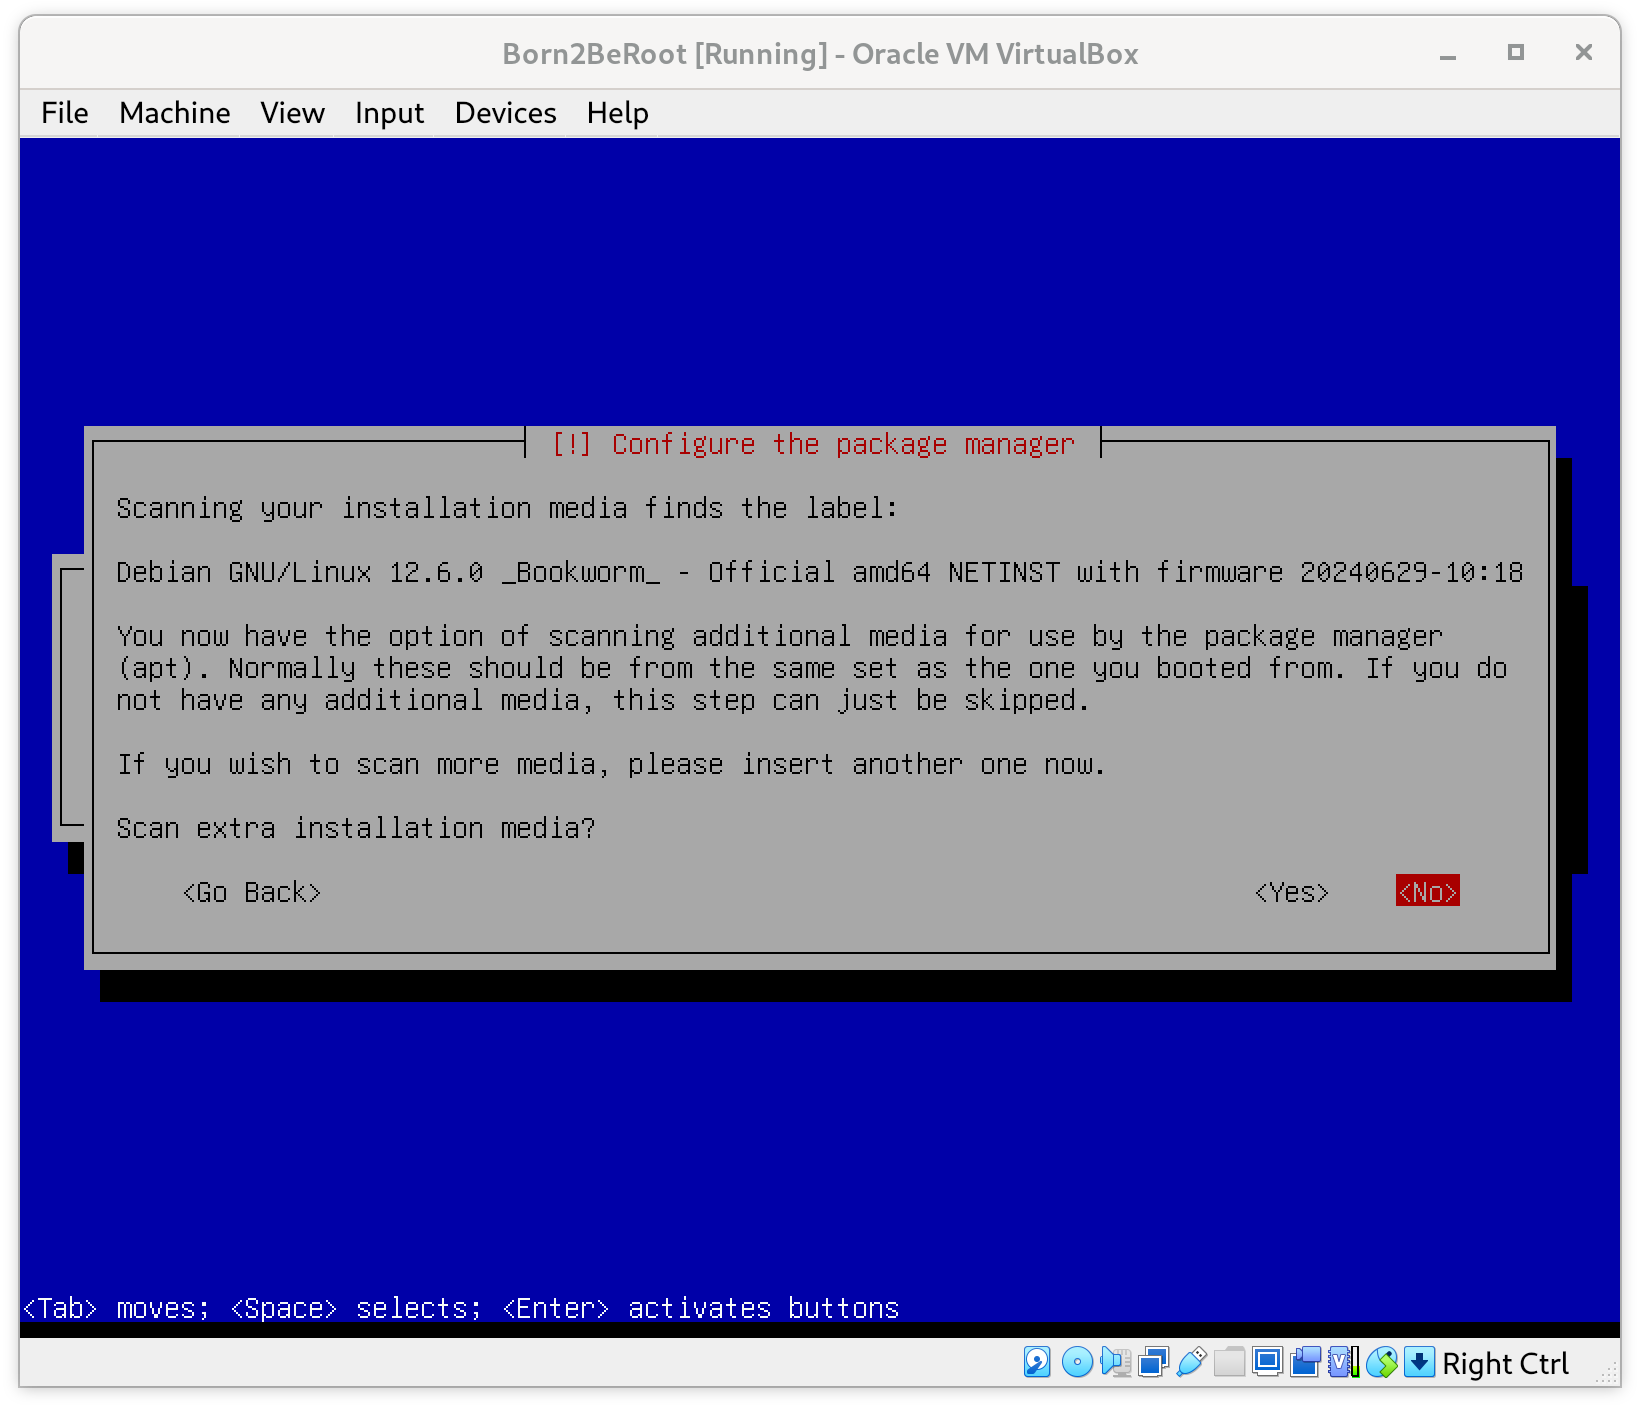 Born2BeRoot [Running] - Oracle VM VirtualBox
File Machine View Input Devices Help
[!] Configure the package manager
Scanning your installation media finds the label:
Debian GNU/Linux 12.6.0 _Bookworm_ - Official amd64 NETINST with firmware 20240629-10:18
You now have the option of scanning additional media for use by the package manager
(apt). Normally these should be from the same set as the one you booted from. If you do
not have any additional media, this step can just be skipped.
If you wish to scan more media, please insert another one now.
Scan extra installation media?
<Go Back> <Yes> <No>
<Tab> moves; <Space> selects; <Enter> activates buttons
Right Ctrl